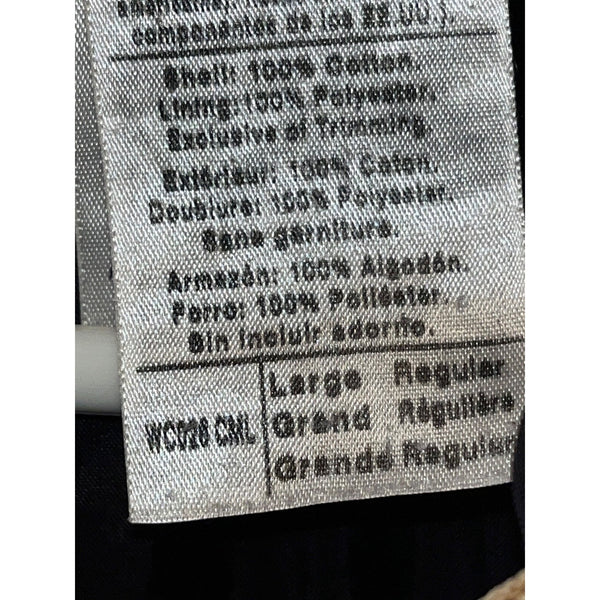 componentes de los EE.UU.).
Shell: 100% Cotton.
Lining: 100% Polyester.
Exclusive of Trimming.
Extérieur: 100% Coton.
Doublure: 100% Polyester.
Sans garniture.
Armazón: 100% Algodón.
Forro: 100% Poliéster.
Sin incluir adorno.
WC026 CML
Large Regular
Grand Régulière
Grande Regular